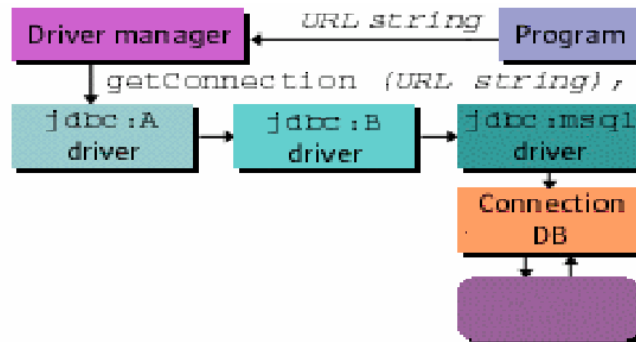 URL string
Driver manager
Program
getConnection (URL string);
jdbc:A
driver
jdbc:B
driver
jdbc:msql
driver
Connection
DB